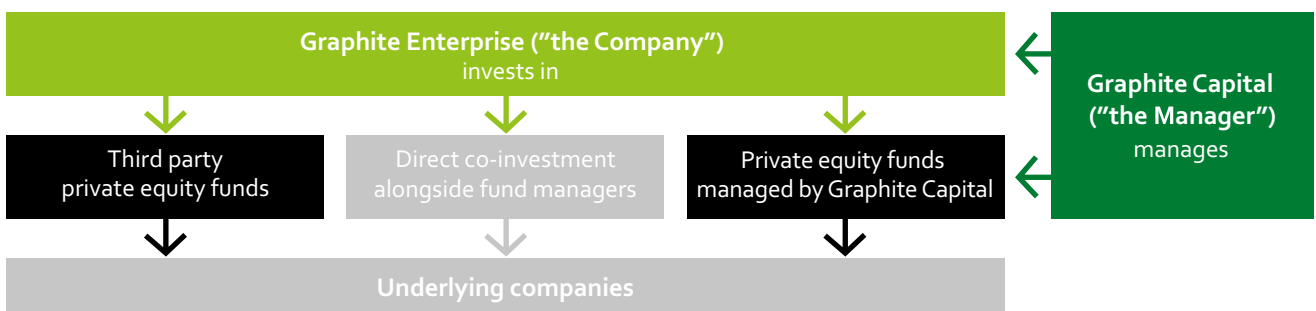 Graphite Enterprise (”the Company”)
invests in
Graphite Capital
(”the Manager”)
manages
Third party
private equity funds
Direct co-investment
alongside fund managers
Private equity funds
managed by Graphite Capital
Underlying companies